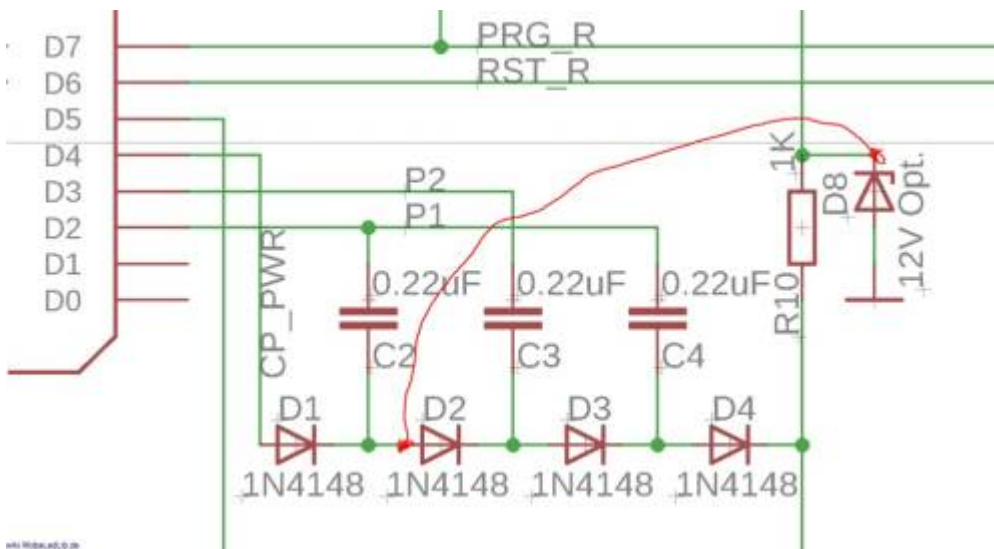 D7
PRG_R
D6
RST_R
D5
D4
D3
P2
D2
P1
D1
D0
CP_PWR
0.22uF
0.22uF
0.22uF
C2
C3
C4
1K
R10
D8
12V Opt.
D1
D2
D3
D4
1N4148
1N4148
1N4148
1N4148